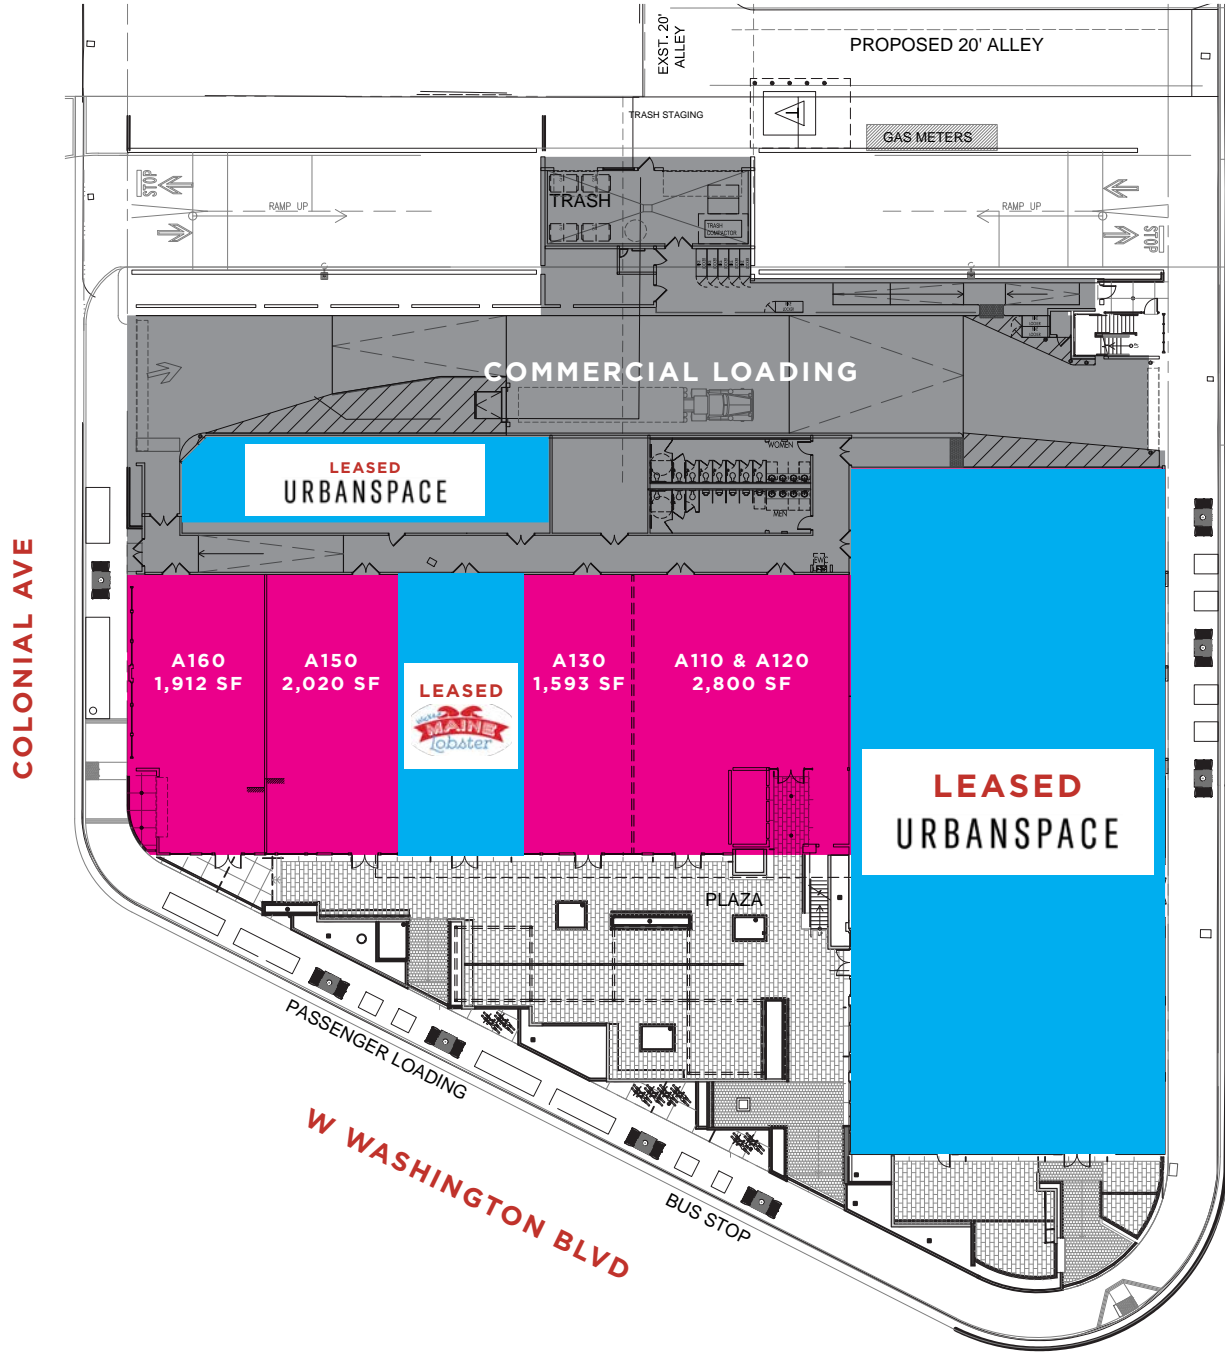 EXST. 20'
ALLEY
PROPOSED 20' ALLEY
TRASH STAGING
GAS METERS
STOP
RAMP UP
TRASH
TRASH
COMPACTOR
RAMP UP
STOP
COMMERCIAL LOADING
LEASED
URBANSPACE
WOMEN
MEN
COLONIAL AVE
A160
1,912 SF
A150
2,020 SF
LEASED
MAINE
Lobster
A130
1,593 SF
A110 & A120
2,800 SF
LEASED
URBANSPACE
PLAZA
PASSENGER LOADING
W WASHINGTON BLVD
BUS STOP